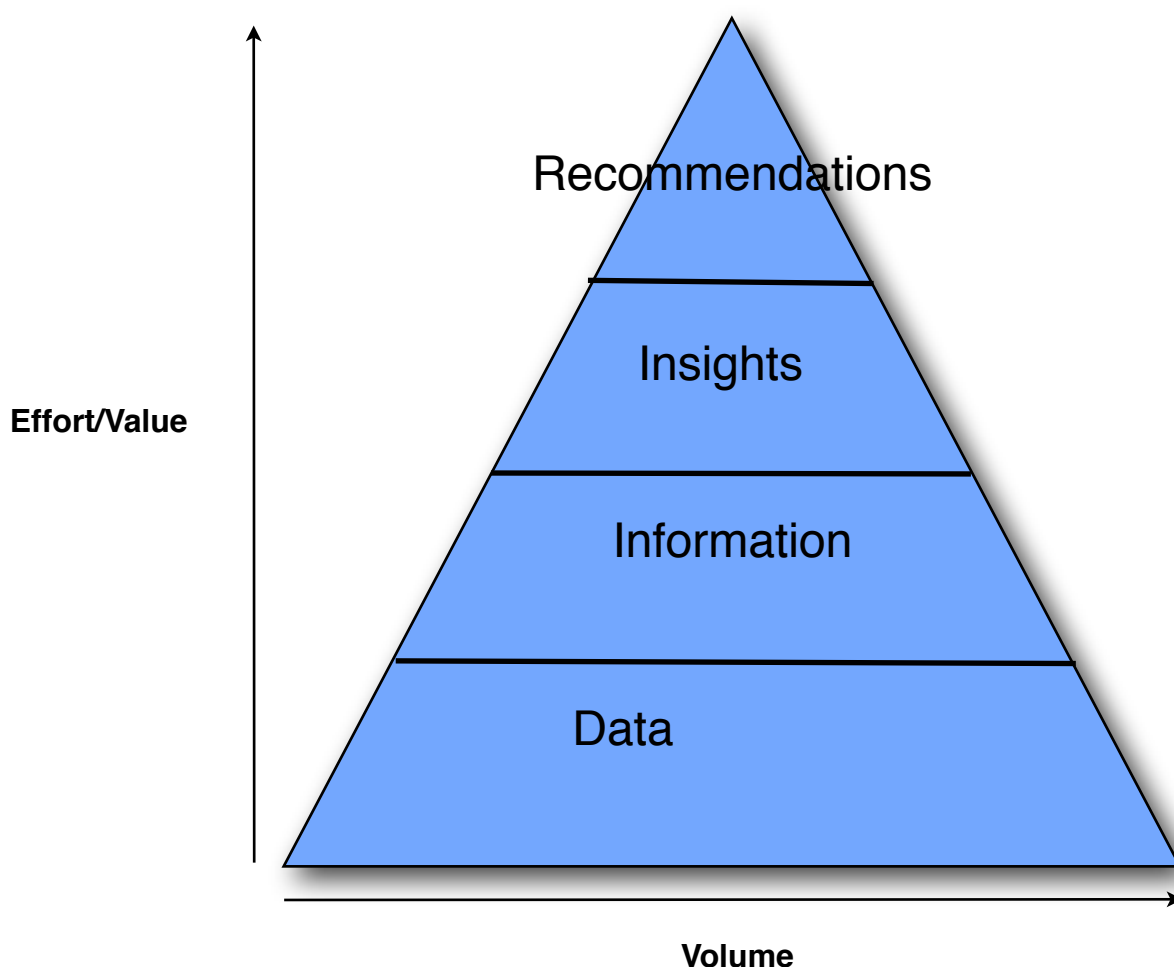 Recommendations
Insights
Effort/Value
Information
Data
Volume